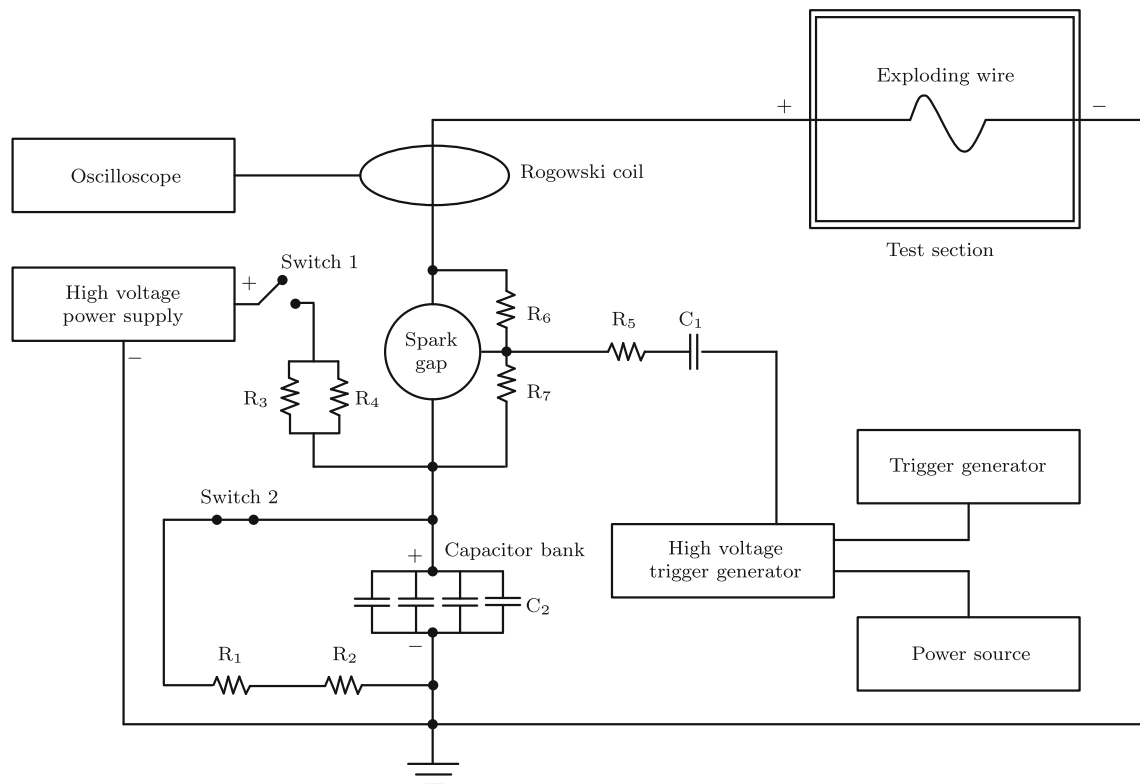 Exploding wire
+
−
Oscilloscope
Rogowski coil
Test section
Switch 1
+
High voltage
power supply
−
R₆
Spark
gap
R₅
C₁
R₃
R₄
R₇
Trigger generator
Switch 2
+
Capacitor bank
High voltage
trigger generator
C₂
−
R₁
R₂
Power source